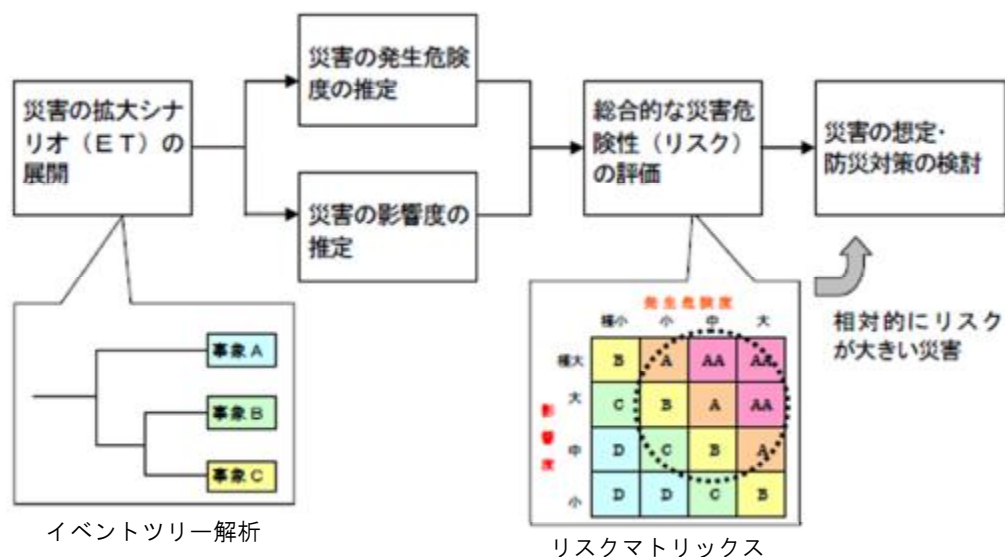 災害の拡大シナ
リオ（ＥＴ）の
展開
災害の発生危険
度の推定
災害の影響度の
推定
総合的な災害危
険性（リスク）
の評価
災害の想定・
防災対策の検討
事象Ａ
事象Ｂ
事象Ｃ
イベントツリー解析
発生危険度
極小 小 中 大
影響度
極大 B A AA AA
大 C B A AA
中 D C B A
小 D D C B
リスクマトリックス
相対的にリスク
が大きい災害